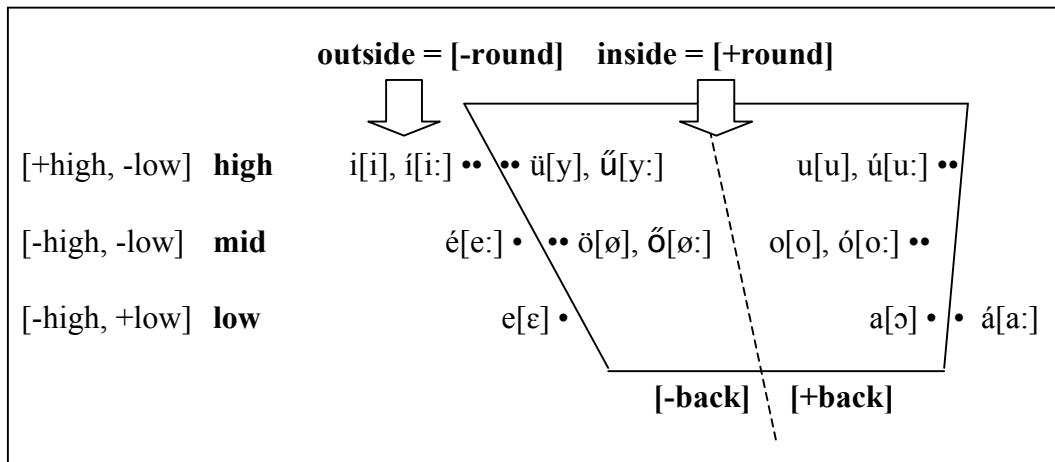 outside = [-round] inside = [+round]
[+high, -low] high i[i], í[i:] •• •• ü[y], ű[y:] u[u], ú[u:] ••
[-high, -low] mid é[e:] • •• ö[ø], ő[ø:] o[o], ó[o:] ••
[-high, +low] low e[ɛ] • a[ɔ] • • á[a:]
[-back] [+back]